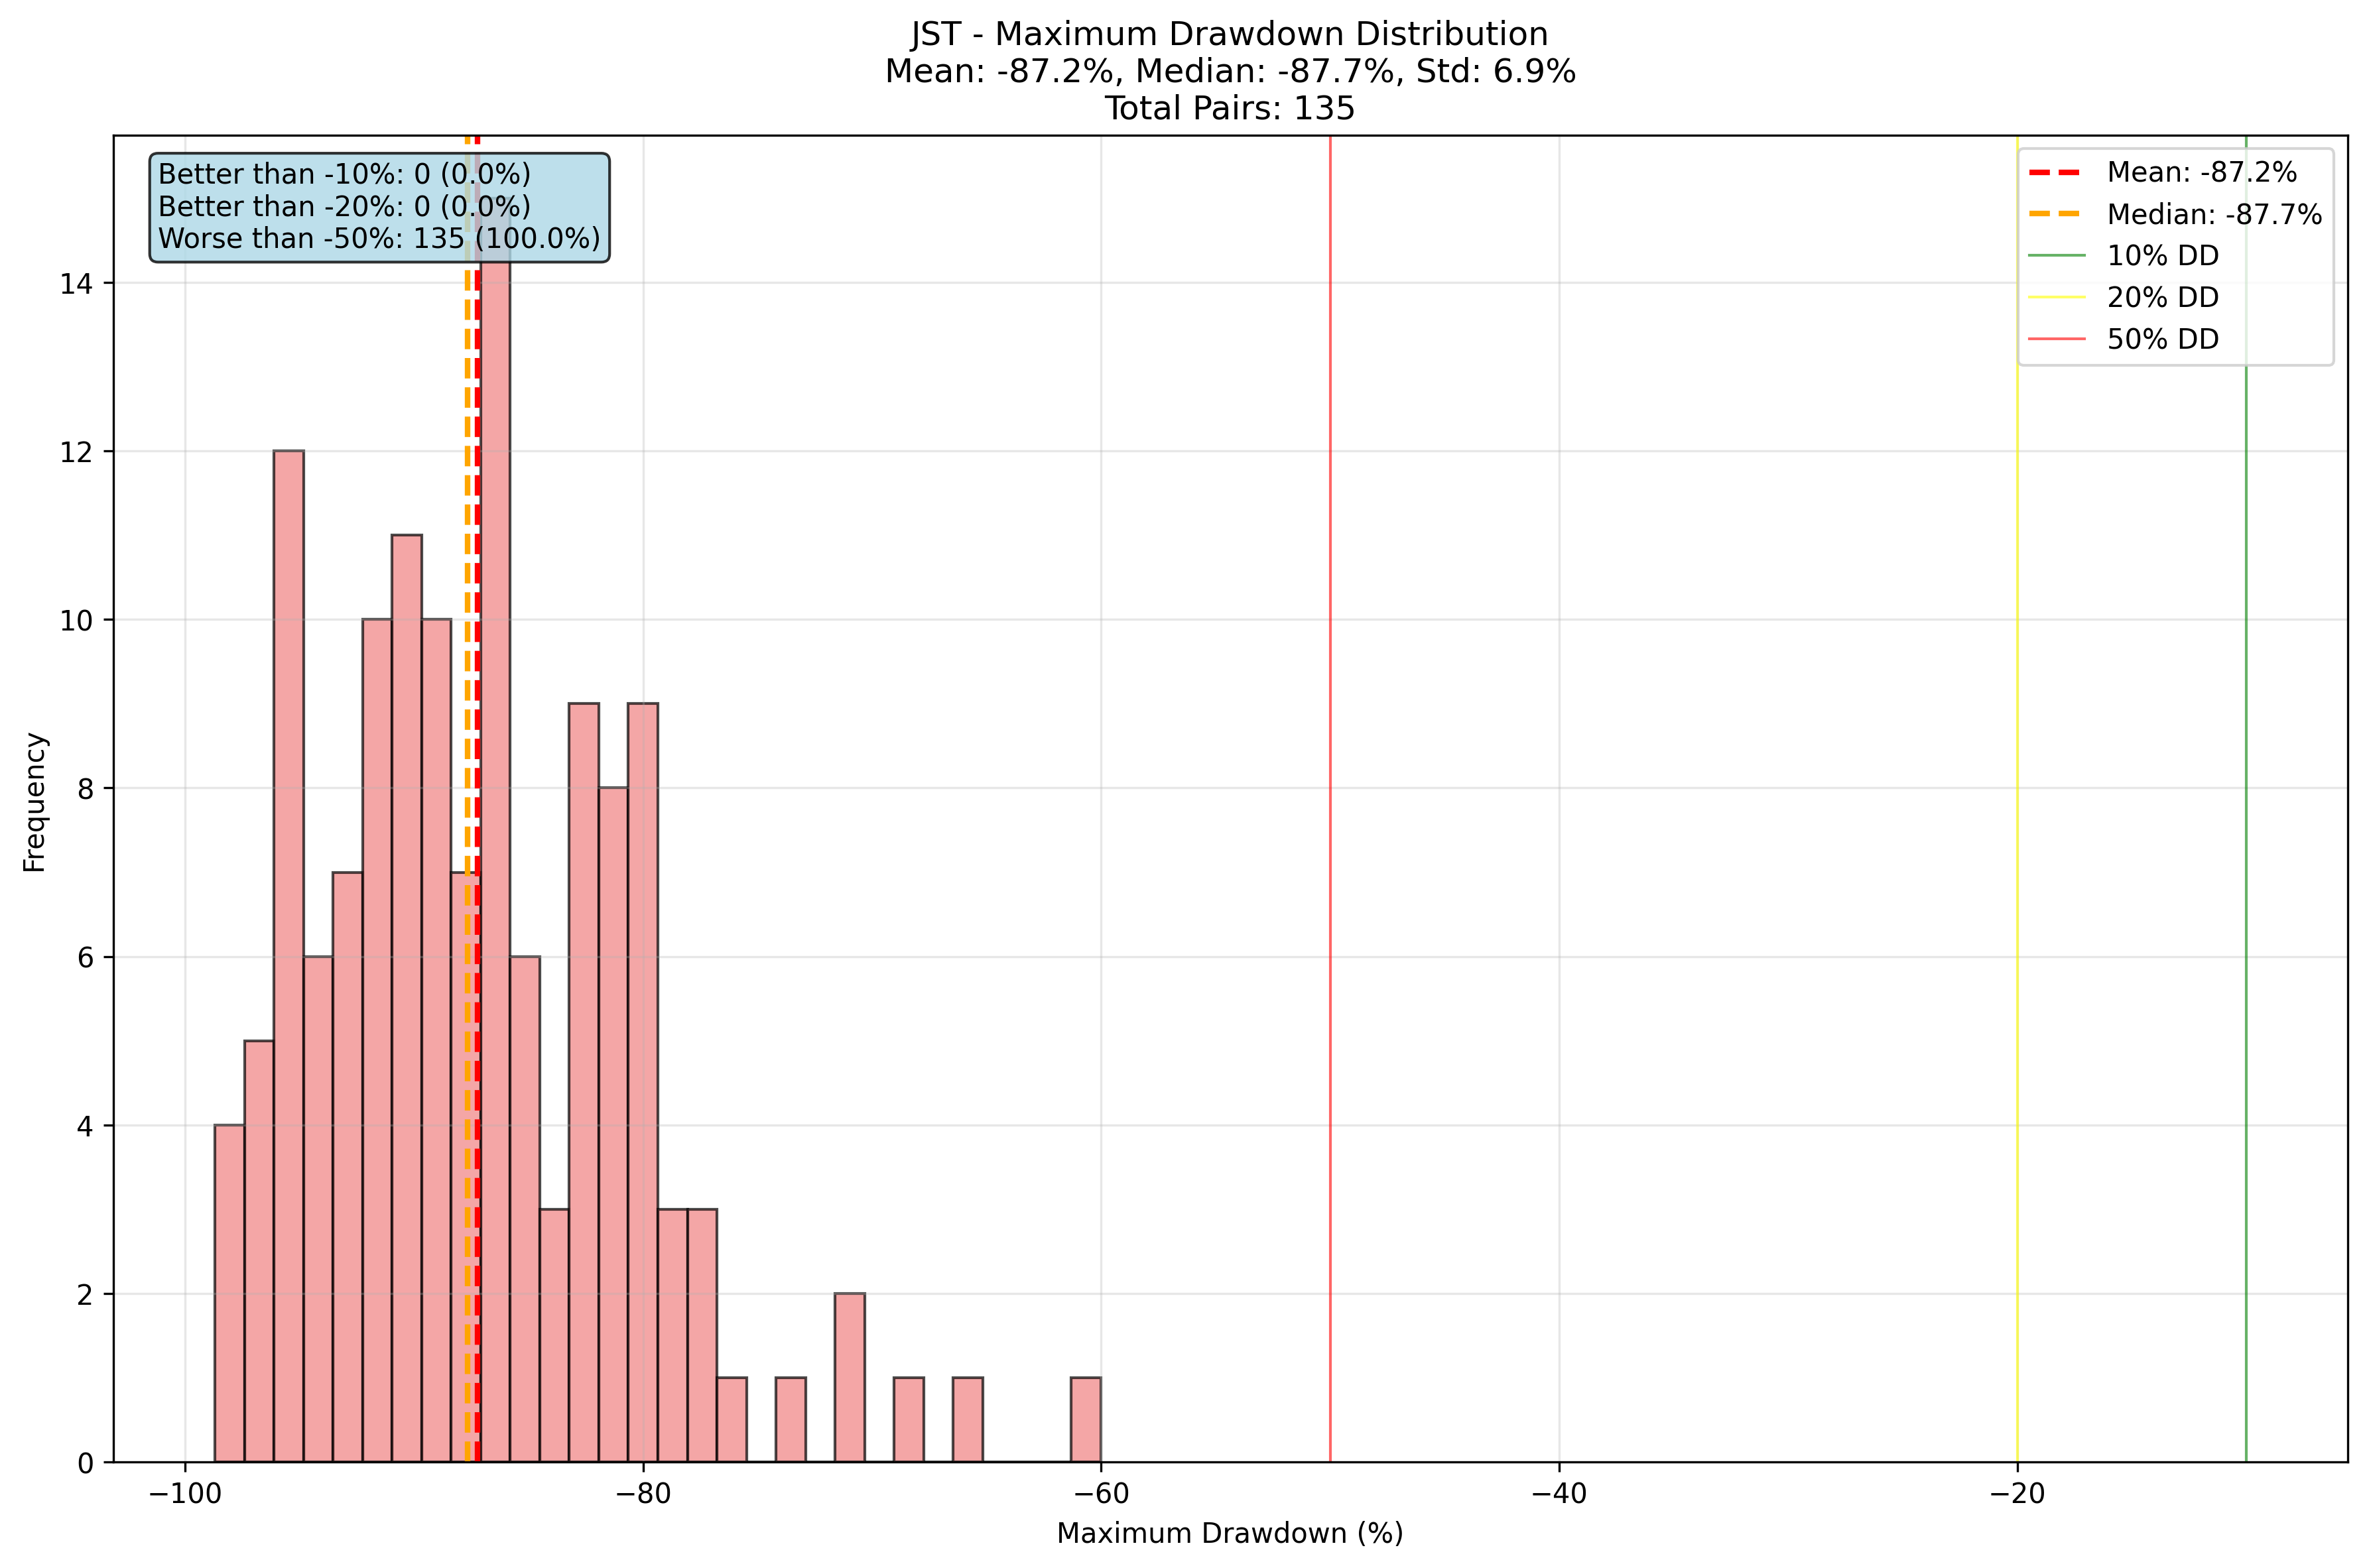 JST - Maximum Drawdown Distribution
Mean: -87.2%, Median: -87.7%, Std: 6.9%
Total Pairs: 135
Better than -10%: 0 (0.0%)
Better than -20%: 0 (0.0%)
Worse than -50%: 135 (100.0%)
Mean: -87.2%
Median: -87.7%
10% DD
20% DD
50% DD
Frequency
14
12
10
8
6
4
2
0
−100
−80
−60
−40
−20
Maximum Drawdown (%)